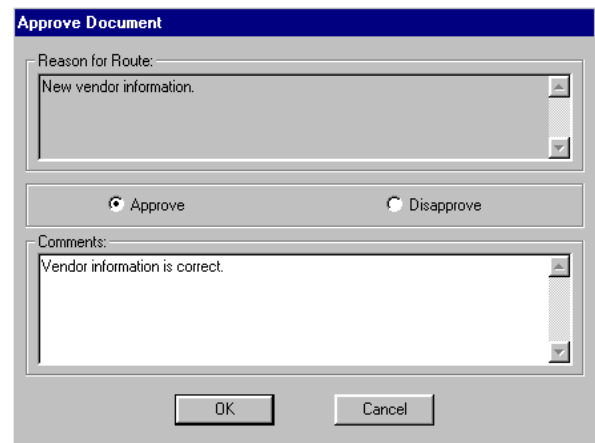 Approve Document
Reason for Route:
New vendor information.
Approve Disapprove
Comments:
Vendor information is correct.
OK Cancel